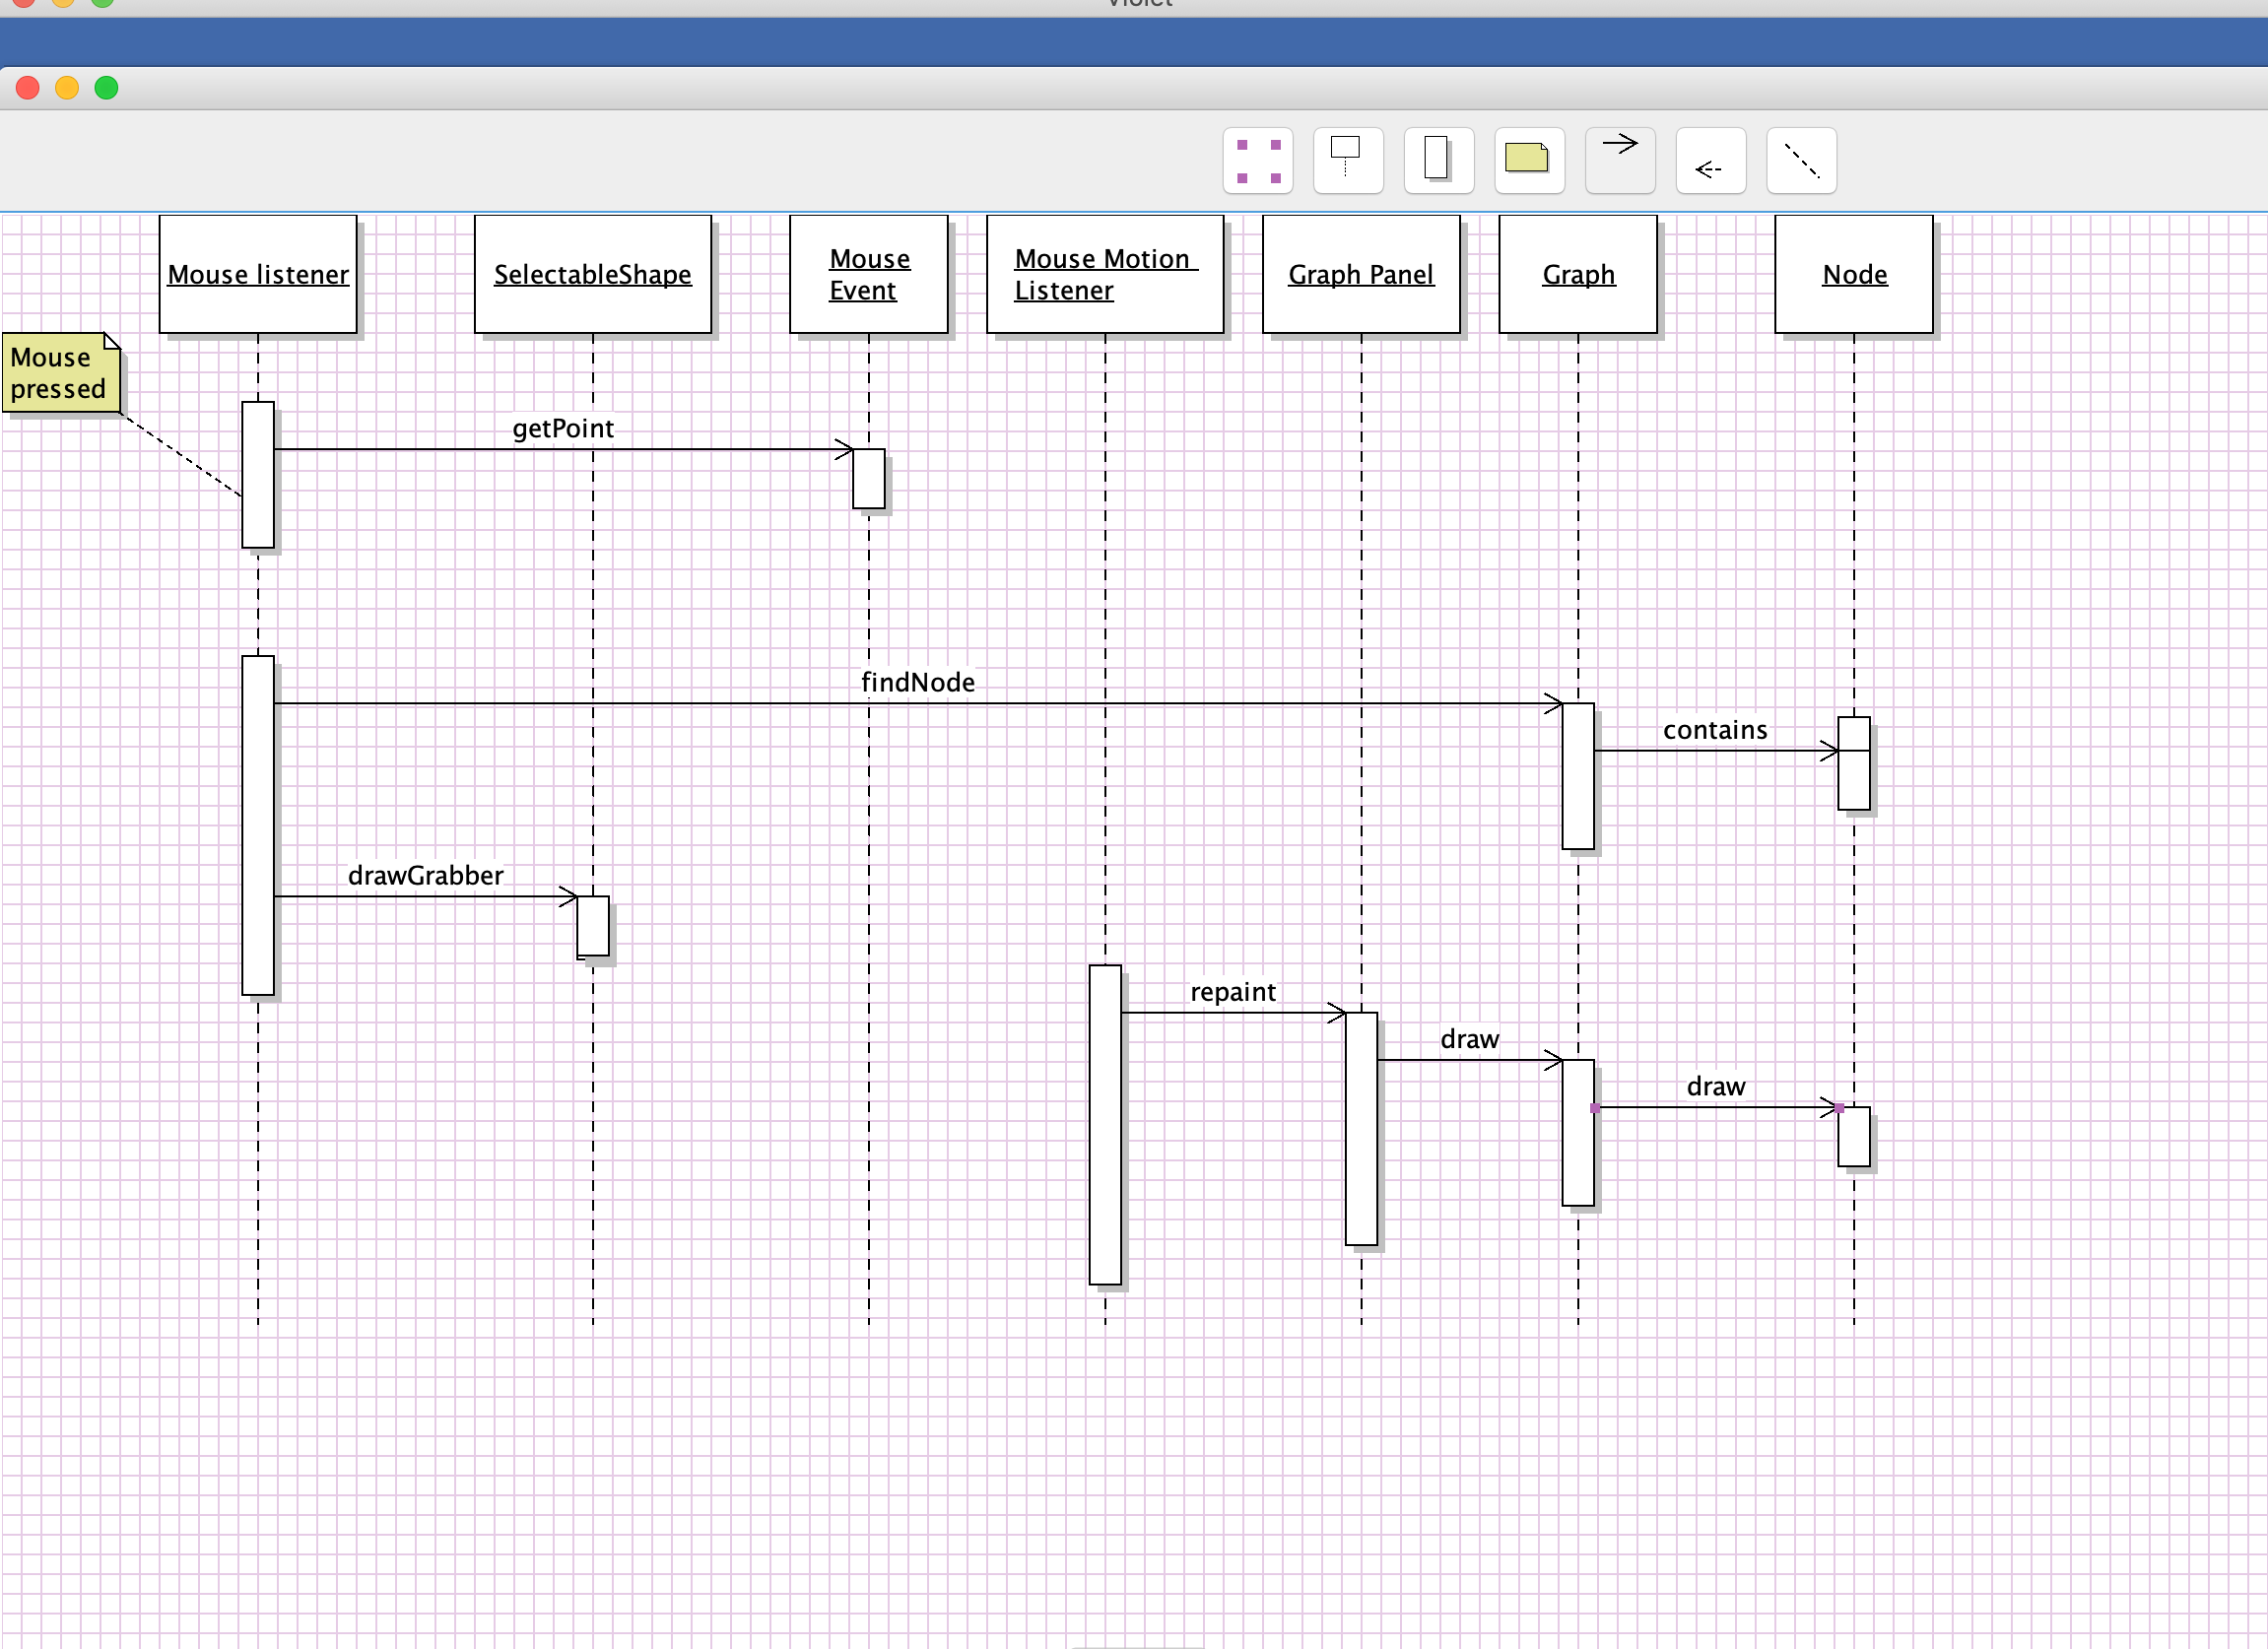 Violet
Mouse listener
SelectableShape
Mouse
Event
Mouse Motion
Listener
Graph Panel
Graph
Node
Mouse
pressed
getPoint
findNode
contains
drawGrabber
repaint
draw
draw